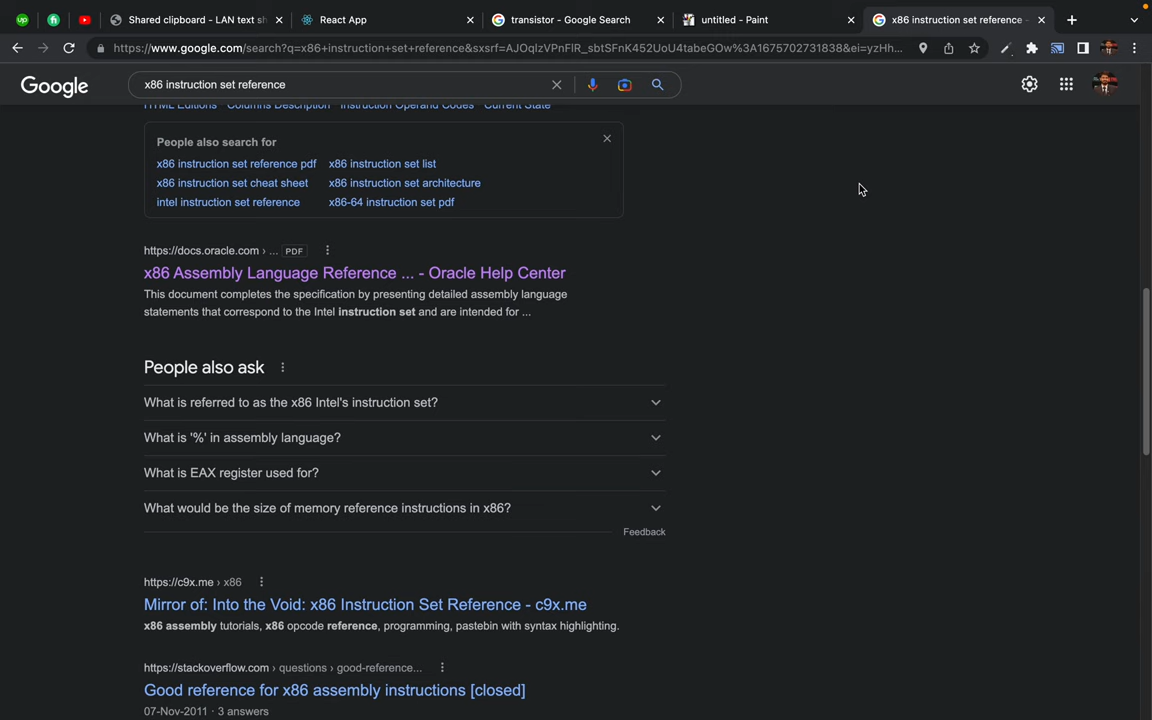 Shared clipboard - LAN text sh
React App
transistor - Google Search
untitled - Paint
x86 instruction set reference -
https://www.google.com/search?q=x86+instruction+set+reference&sxsrf=AJOqlzVPnFlR_sbtSFnK452UoU4tabeGOw%3A1675702731838&ei=yzHh...
Google
x86 instruction set reference
HTML Editions · Columns Description · Instruction Operand Codes · Current State
People also search for
x86 instruction set reference pdf x86 instruction set list
x86 instruction set cheat sheet x86 instruction set architecture
intel instruction set reference x86-64 instruction set pdf
https://docs.oracle.com › ... PDF
x86 Assembly Language Reference ... - Oracle Help Center
This document completes the specification by presenting detailed assembly language
statements that correspond to the Intel instruction set and are intended for ...
People also ask
What is referred to as the x86 Intel's instruction set?
What is '%' in assembly language?
What is EAX register used for?
What would be the size of memory reference instructions in x86?
Feedback
https://c9x.me › x86
Mirror of: Into the Void: x86 Instruction Set Reference - c9x.me
x86 assembly tutorials, x86 opcode reference, programming, pastebin with syntax highlighting.
https://stackoverflow.com › questions › good-reference...
Good reference for x86 assembly instructions [closed]
07-Nov-2011 · 3 answers